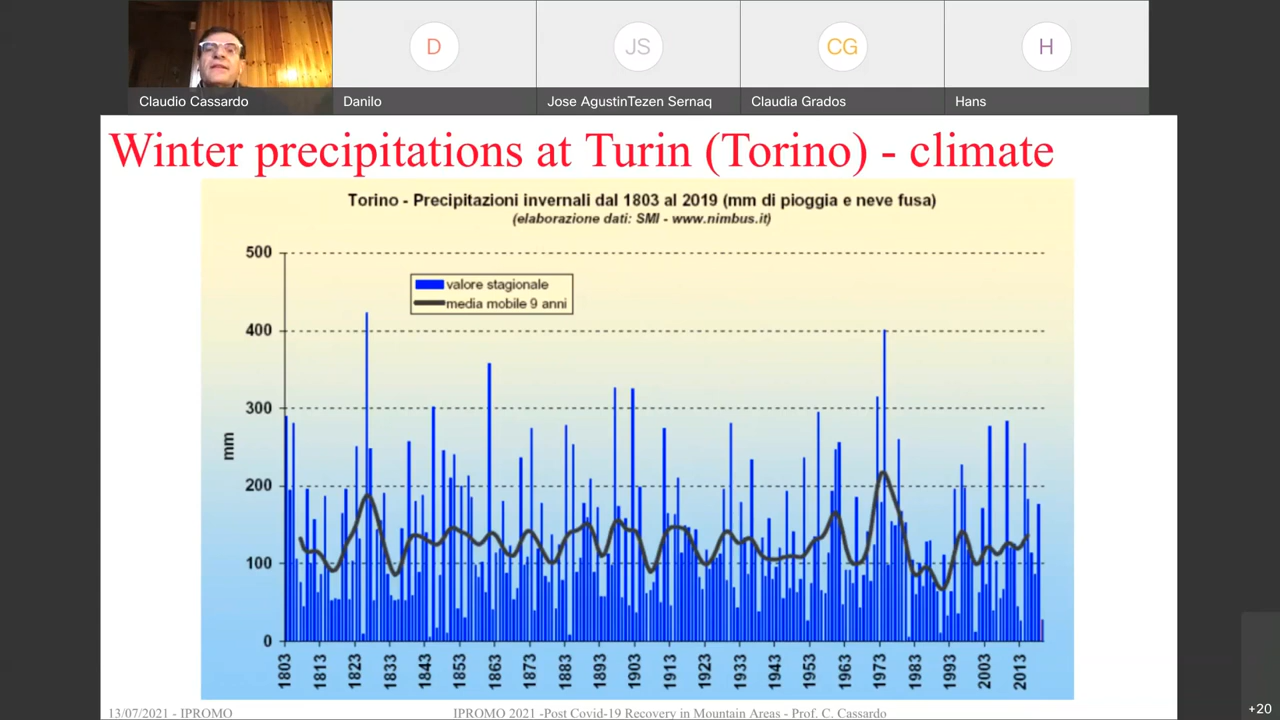 D
JS
CG
H
Claudio Cassardo
Danilo
Jose AgustinTezen Sernaq
Claudia Grados
Hans
Winter precipitations at Turin (Torino) - climate
Torino - Precipitazioni invernali dal 1803 al 2019 (mm di pioggia e neve fusa)
(elaborazione dati: SMI - www.nimbus.it)
valore stagionale
media mobile 9 anni
mm
500
400
300
200
100
0
1803
1813
1823
1833
1843
1853
1863
1873
1883
1893
1903
1913
1923
1933
1943
1953
1963
1973
1983
1993
2003
2013
13/07/2021 - IPROMO
IPROMO 2021 -Post Covid-19 Recovery in Mountain Areas - Prof. C. Cassardo
+20